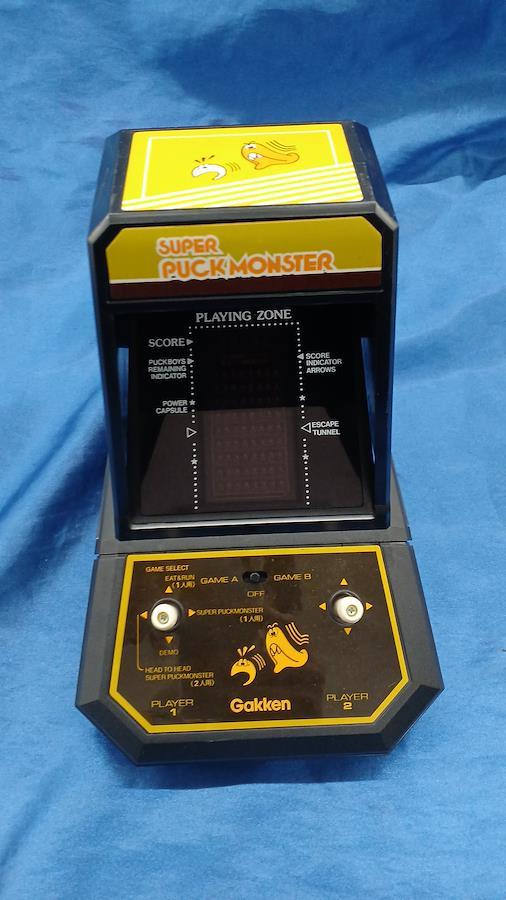 SUPER
PUCKMONSTER
PLAYING ZONE
SCORE
PUCKBOYS
REMAINING
INDICATOR
SCORE
INDICATOR
ARROWS
POWER
CAPSULE
ESCAPE
TUNNEL
GAME SELECT
EAT&RUN
(1人用)
GAME A
GAME B
OFF
SUPER PUCKMONSTER
(1人用)
DEMO
HEAD TO HEAD
SUPER PUCKMONSTER
(2人用)
PLAYER
1
Gakken
PLAYER
2